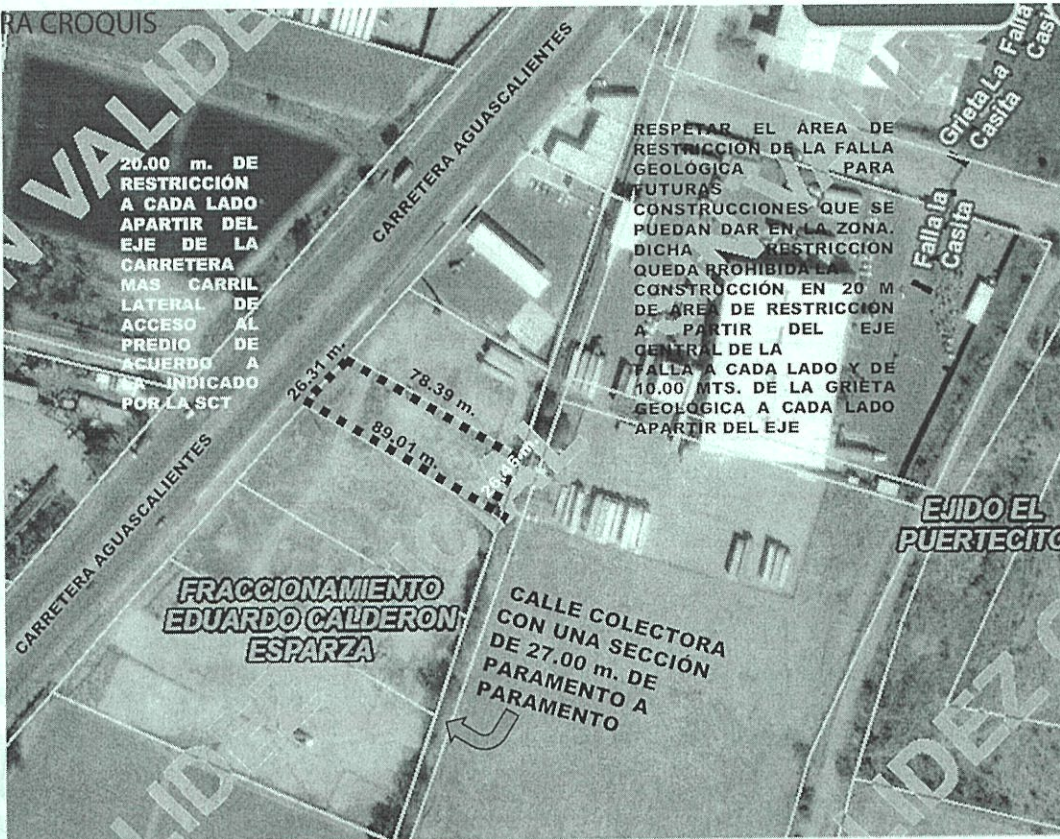 RA CROQUIS
N VALIDE
20.00 m. DE
RESTRICCIÓN
A CADA LADO
APARTIR DEL
EJE DE LA
CARRETERA
MAS CARRIL
LATERAL DE
ACCESO AL
PREDIO DE
ACUERDO A
LA INDICADO
POR LA SCT
CARRETERA AGUASCALIENTES
RESPETAR EL ÁREA DE
RESTRICCIÓN DE LA FALLA
GEOLÓGICA PARA
FUTURAS
CONSTRUCCIONES QUE SE
PUEDAN DAR EN LA ZONA.
DICHA RESTRICCIÓN
QUEDA PROHIBIDA LA
CONSTRUCCIÓN EN 20 M
DE ÁREA DE RESTRICCIÓN
A PARTIR DEL EJE
CENTRAL DE LA
FALLA A CADA LADO Y DE
10.00 MTS. DE LA GRIETA
GEOLÓGICA A CADA LADO
APARTIR DEL EJE
Grieta La
Casita
Falla
Casita
Falla la
Casita
26.31 m.
78.39 m.
89.01 m.
CARRETERA AGUASCALIENTES
EJIDO EL
PUERTECITO
FRACCIONAMIENTO
EDUARDO CALDERON
ESPARZA
CALLE COLECTORA
CON UNA SECCIÓN
DE 27.00 m. DE
PARAMENTO A
PARAMENTO
LID
IDEZ